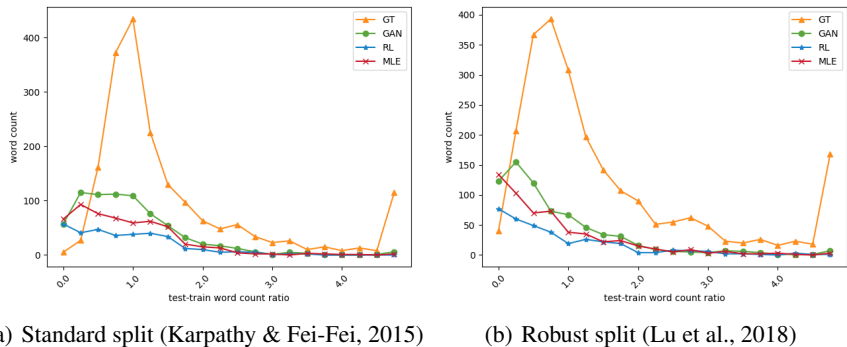 GT
GAN
RL
MLE
400
300
200
100
0
word count
0.0
1.0
2.0
3.0
4.0
test-train word count ratio
GT
GAN
RL
MLE
400
350
300
250
200
150
100
50
0
word count
0.0
1.0
2.0
3.0
4.0
test-train word count ratio
) Standard split (Karpathy & Fei-Fei, 2015)
(b) Robust split (Lu et al., 2018)